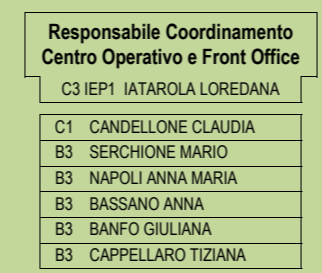 Responsabile Coordinamento
Centro Operativo e Front Office
C3 IEP1 IATAROLA LOREDANA
C1 CANDELLONE CLAUDIA
B3 SERCHIONE MARIO
B3 NAPOLI ANNA MARIA
B3 BASSANO ANNA
B3 BANFO GIULIANA
B3 CAPPELLARO TIZIANA